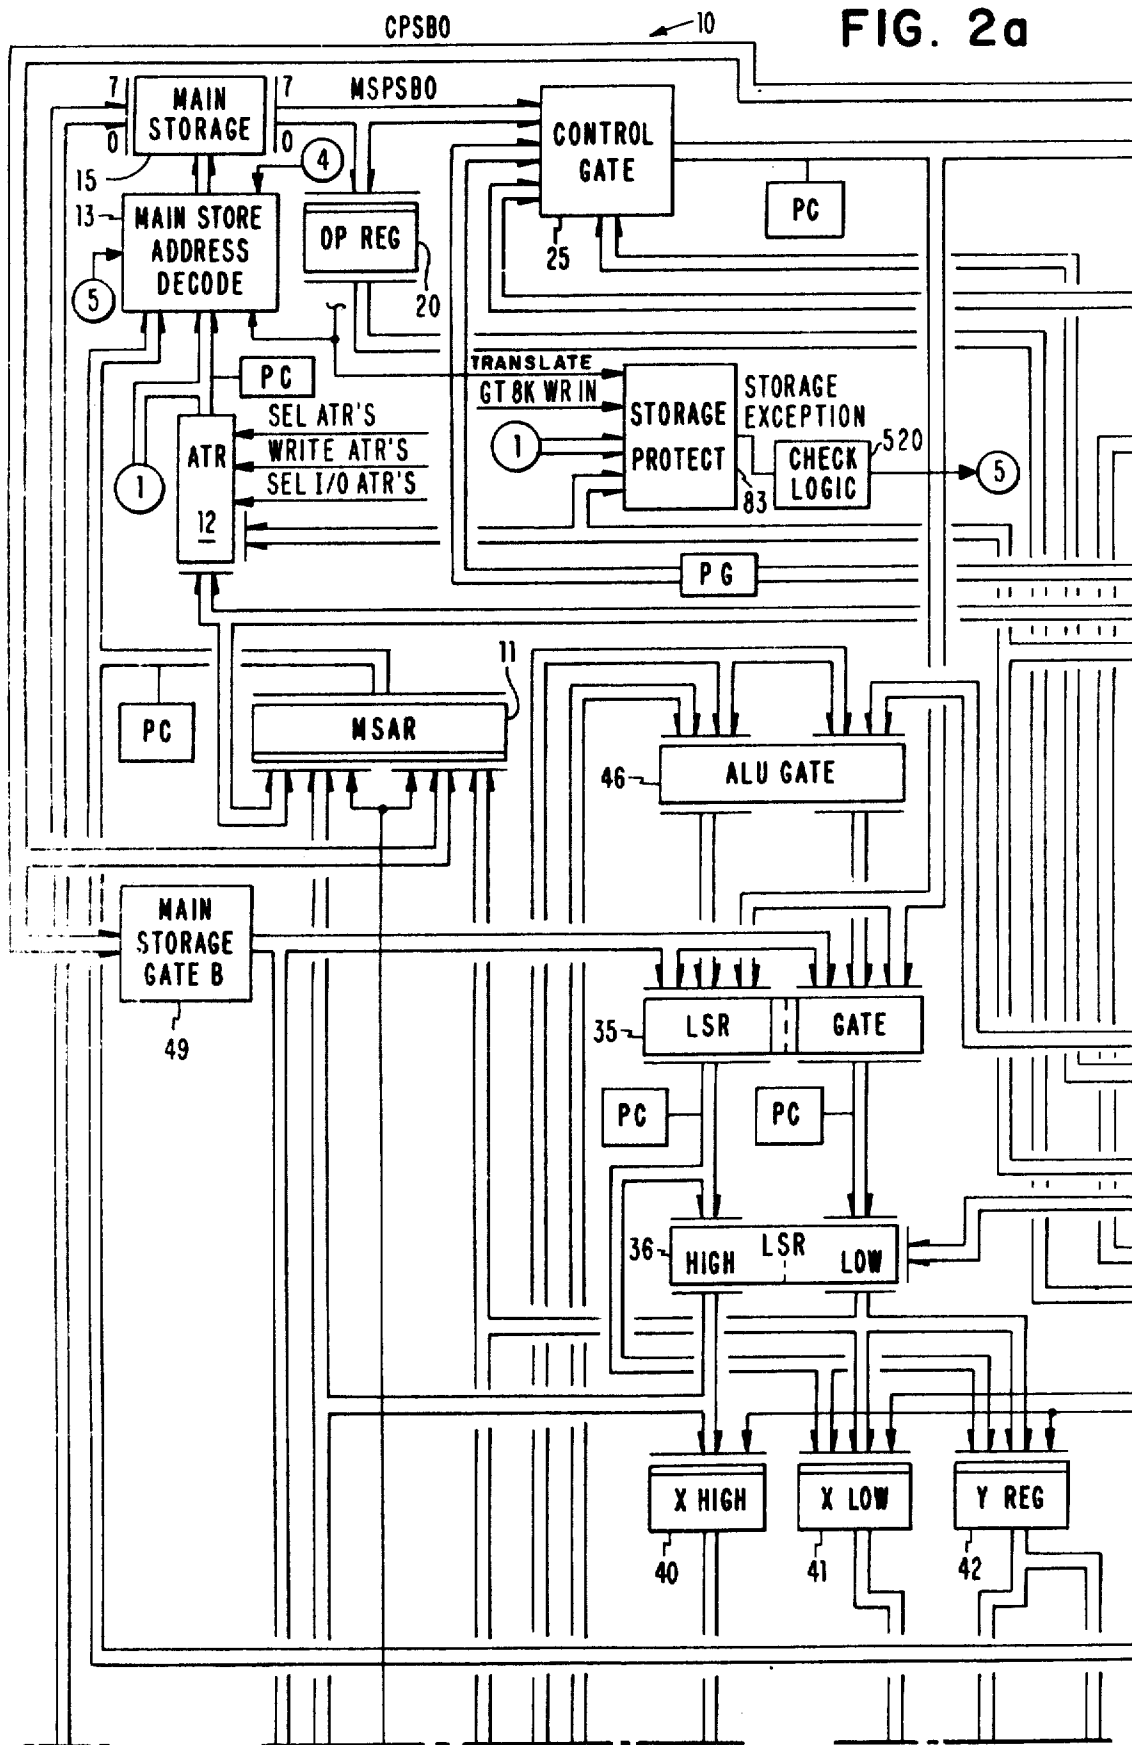 FIG. 2a
CPSBO
10
7
0
MAIN
STORAGE
7
0
MSPSBO
CONTROL
GATE
15
4
13
MAIN STORE
ADDRESS
DECODE
OP REG
PC
25
5
20
PC
TRANSLATE
GT 8K WR IN
STORAGE
PROTECT
STORAGE
EXCEPTION
SEL ATR'S
WRITE ATR'S
SEL I/O ATR'S
ATR
12
1
1
CHECK
LOGIC
520
5
83
PG
11
PC
MSAR
46
ALU GATE
MAIN
STORAGE
GATE B
49
35
LSR
GATE
PC
PC
36
LSR
HIGH
LOW
X HIGH
X LOW
Y REG
40
41
42